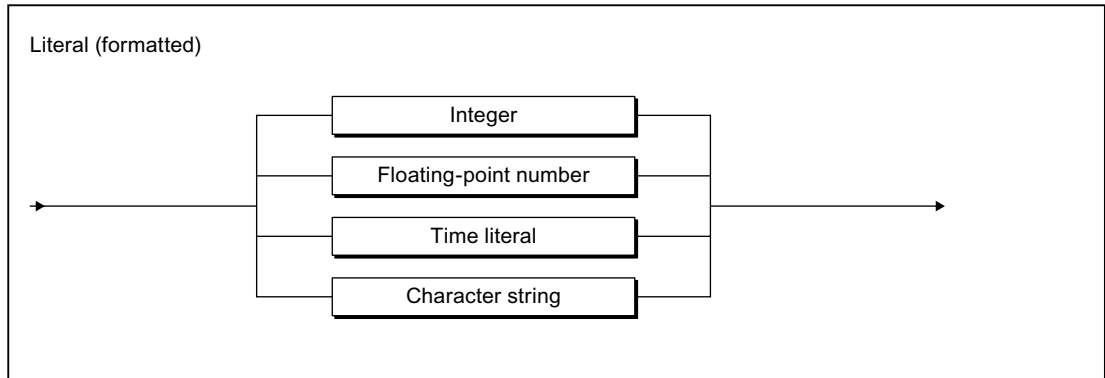 Literal (formatted)
Integer
Floating-point number
Time literal
Character string